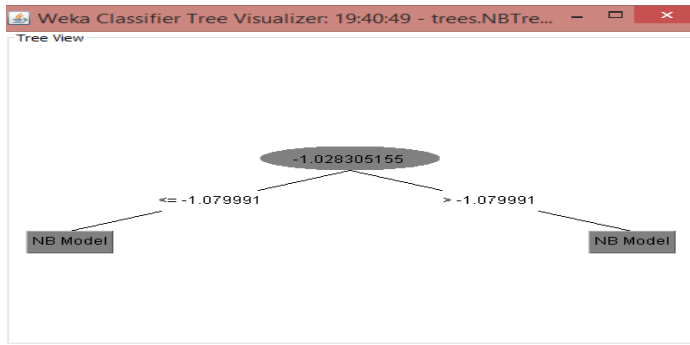 Weka Classifier Tree Visualizer: 19:40:49 - trees.NBTre...
Tree View
-1.028305155
<= -1.079991
> -1.079991
NB Model
NB Model